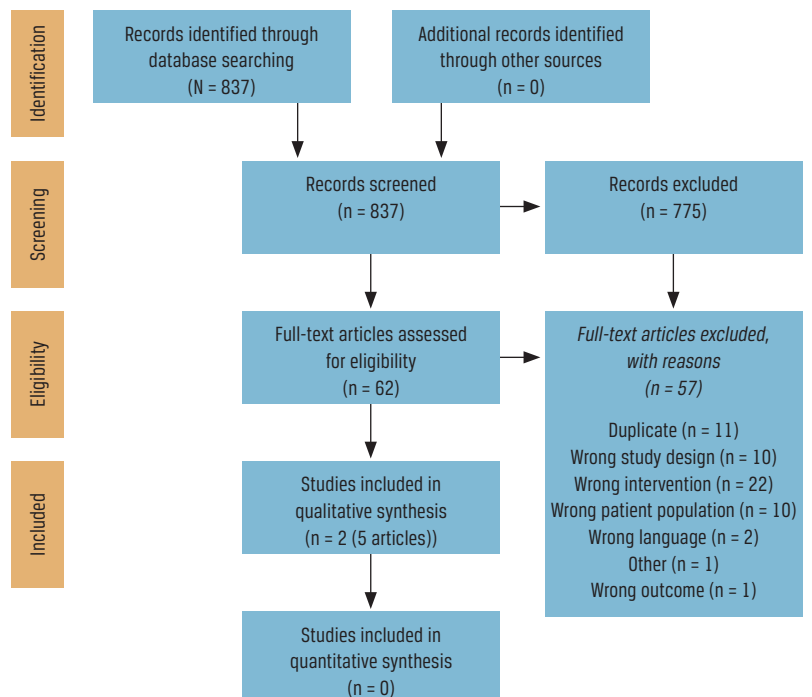 Identification
Records identified through
database searching
(N = 837)
Additional records identified
through other sources
(n = 0)
Screening
Records screened
(n = 837)
Records excluded
(n = 775)
Eligibility
Full-text articles assessed
for eligibility
(n = 62)
Full-text articles excluded,
with reasons
(n = 57)
Duplicate (n = 11)
Wrong study design (n = 10)
Wrong intervention (n = 22)
Wrong patient population (n = 10)
Wrong language (n = 2)
Other (n = 1)
Wrong outcome (n = 1)
Included
Studies included in
qualitative synthesis
n = 2 (5 articles))
Studies included in
quantitative synthesis
(n = 0)